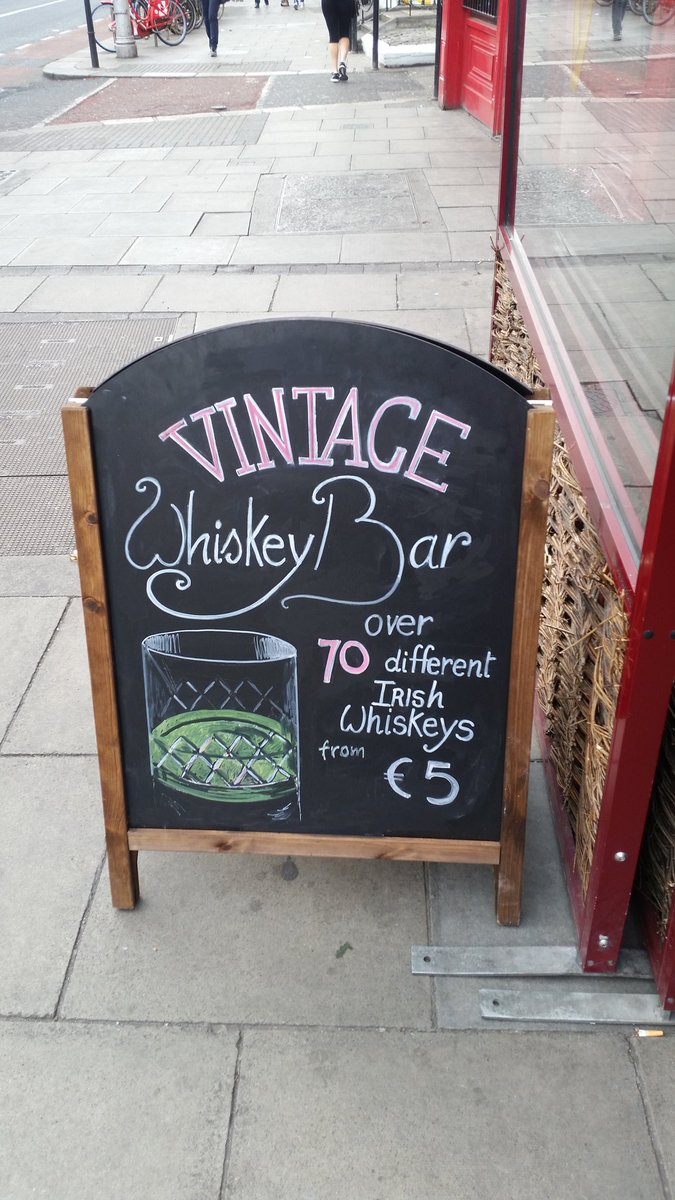 VINTAGE
Whiskey Bar
over
70 different
IRISH
Whiskeys
from
€5